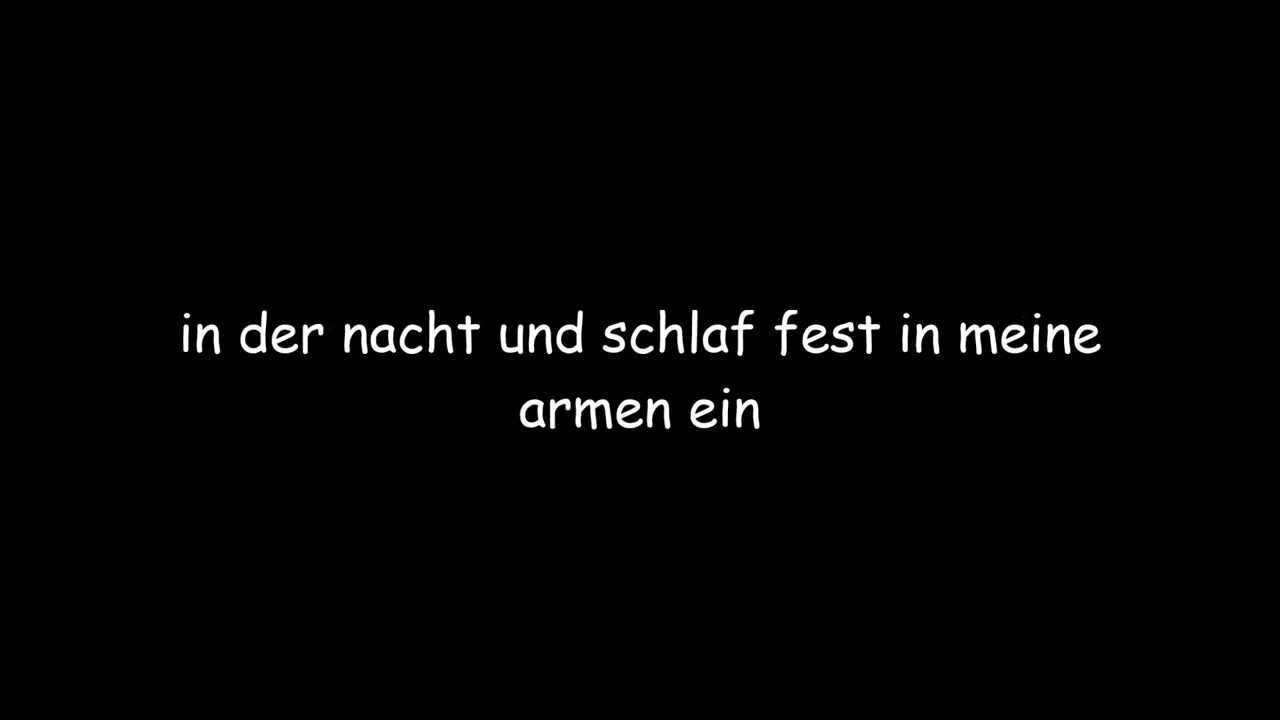 in der nacht und schlaf fest in meine
armen ein